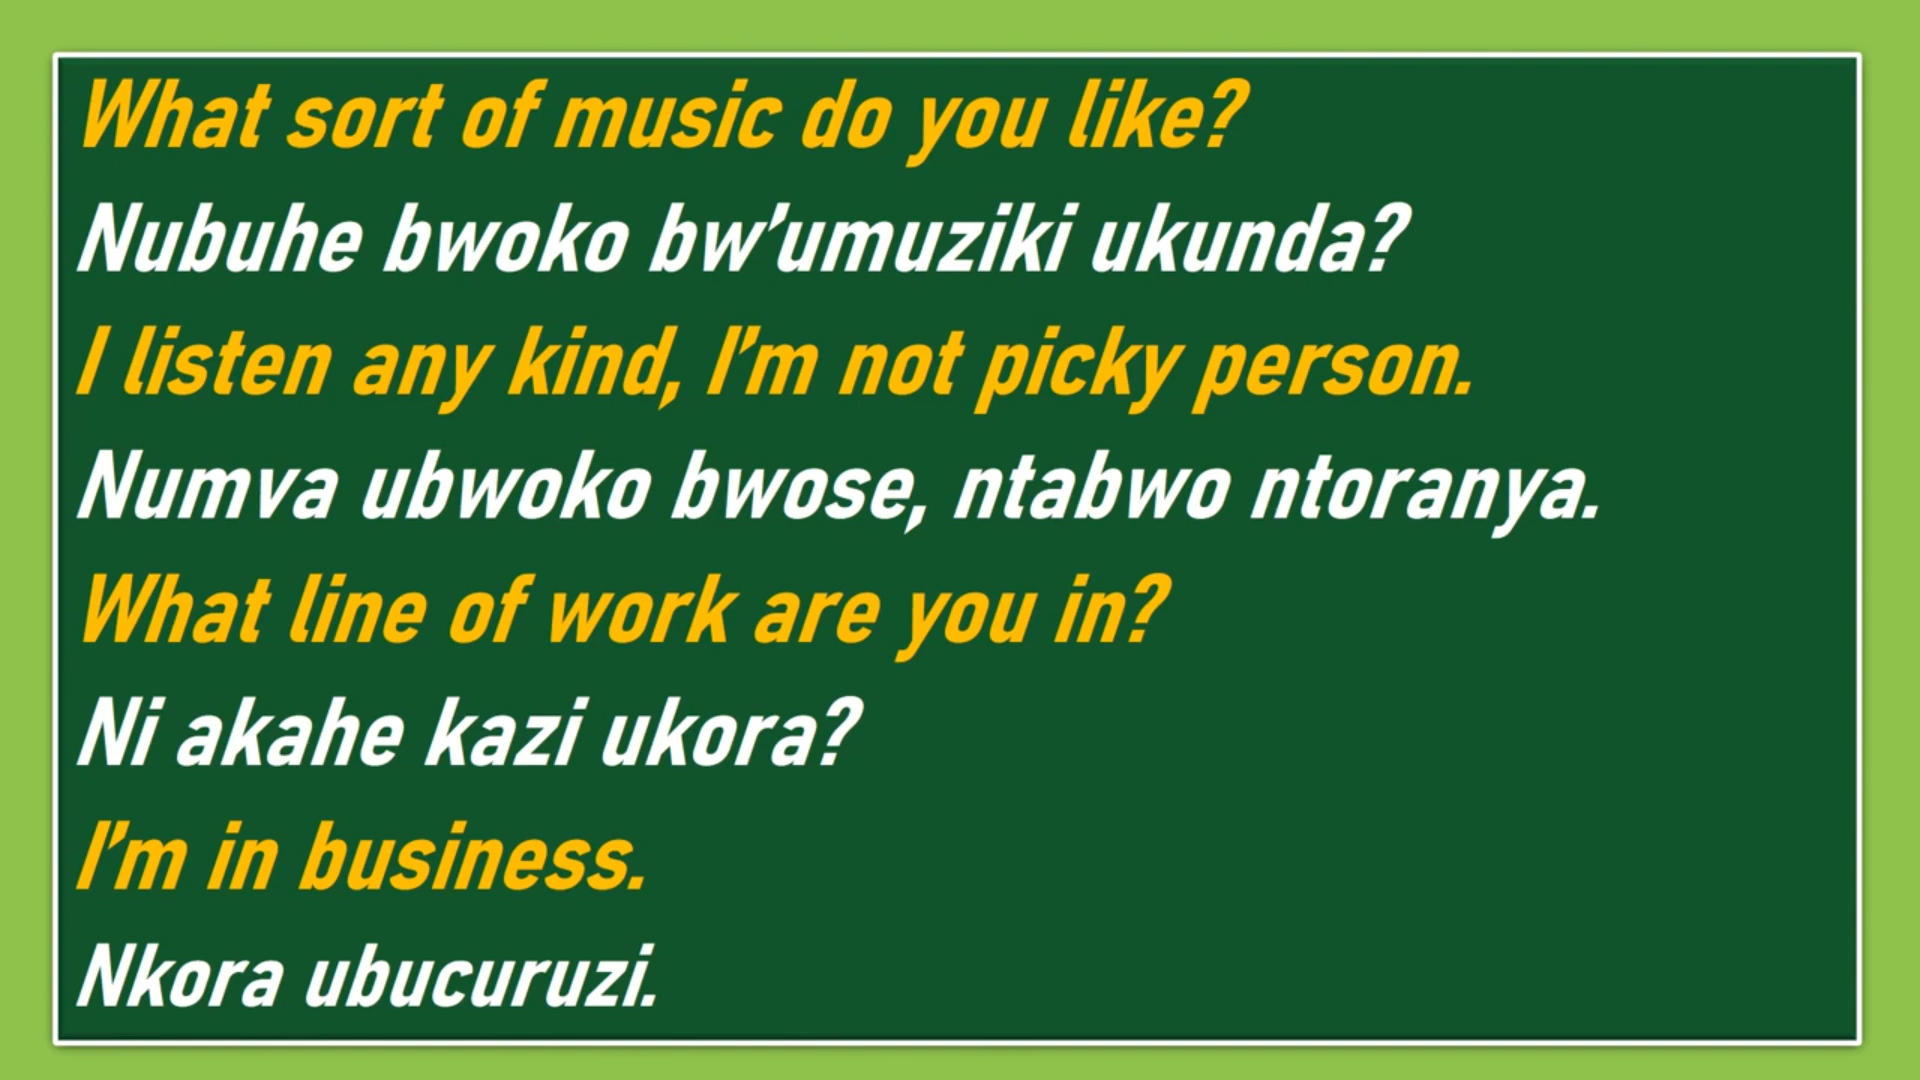 What sort of music do you like?
Nubuhe bwoko bw’umuziki ukunda?
I listen any kind, I’m not picky person.
Numva ubwoko bwose, ntabwo ntoranya.
What line of work are you in?
Ni akahe kazi ukora?
I’m in business.
Nkora ubucuruzi.